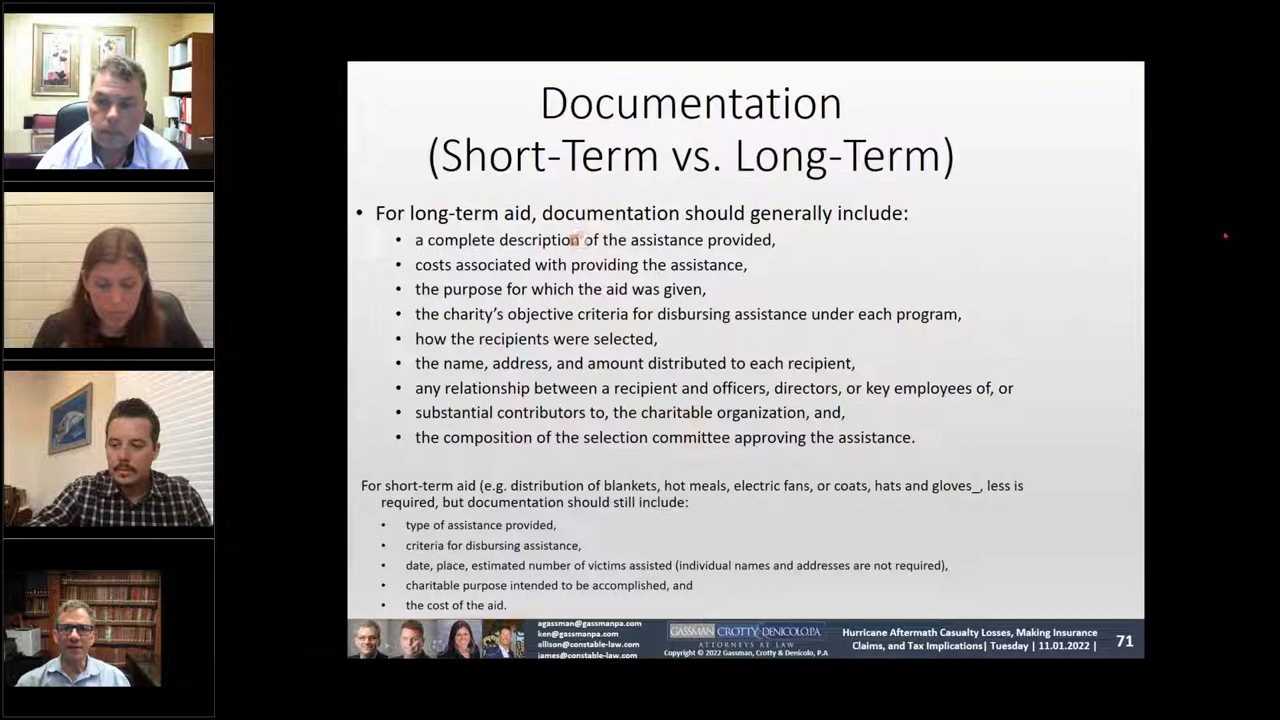 Documentation
(Short-Term vs. Long-Term)
• For long-term aid, documentation should generally include:
• a complete description of the assistance provided,
• costs associated with providing the assistance,
• the purpose for which the aid was given,
• the charity's objective criteria for disbursing assistance under each program,
• how the recipients were selected,
• the name, address, and amount distributed to each recipient,
• any relationship between a recipient and officers, directors, or key employees of, or
• substantial contributors to, the charitable organization, and,
• the composition of the selection committee approving the assistance.
For short-term aid (e.g. distribution of blankets, hot meals, electric fans, or coats, hats and gloves_, less is
required, but documentation should still include:
• type of assistance provided,
• criteria for disbursing assistance,
• date, place, estimated number of victims assisted (individual names and addresses are not required),
• charitable purpose intended to be accomplished, and
• the cost of the aid.
agassman@gassmanpa.com
ken@gassmanpa.com
allison@constable-law.com
james@constable-law.com
GASSMAN CROTTY DENICOLO, P.A.
ATTORNEYS AT LAW
Copyright © 2022 Gassman, Crotty & Denicolo, P.A
Hurricane Aftermath Casualty Losses, Making Insurance
Claims, and Tax Implications| Tuesday | 11.01.2022 |
71